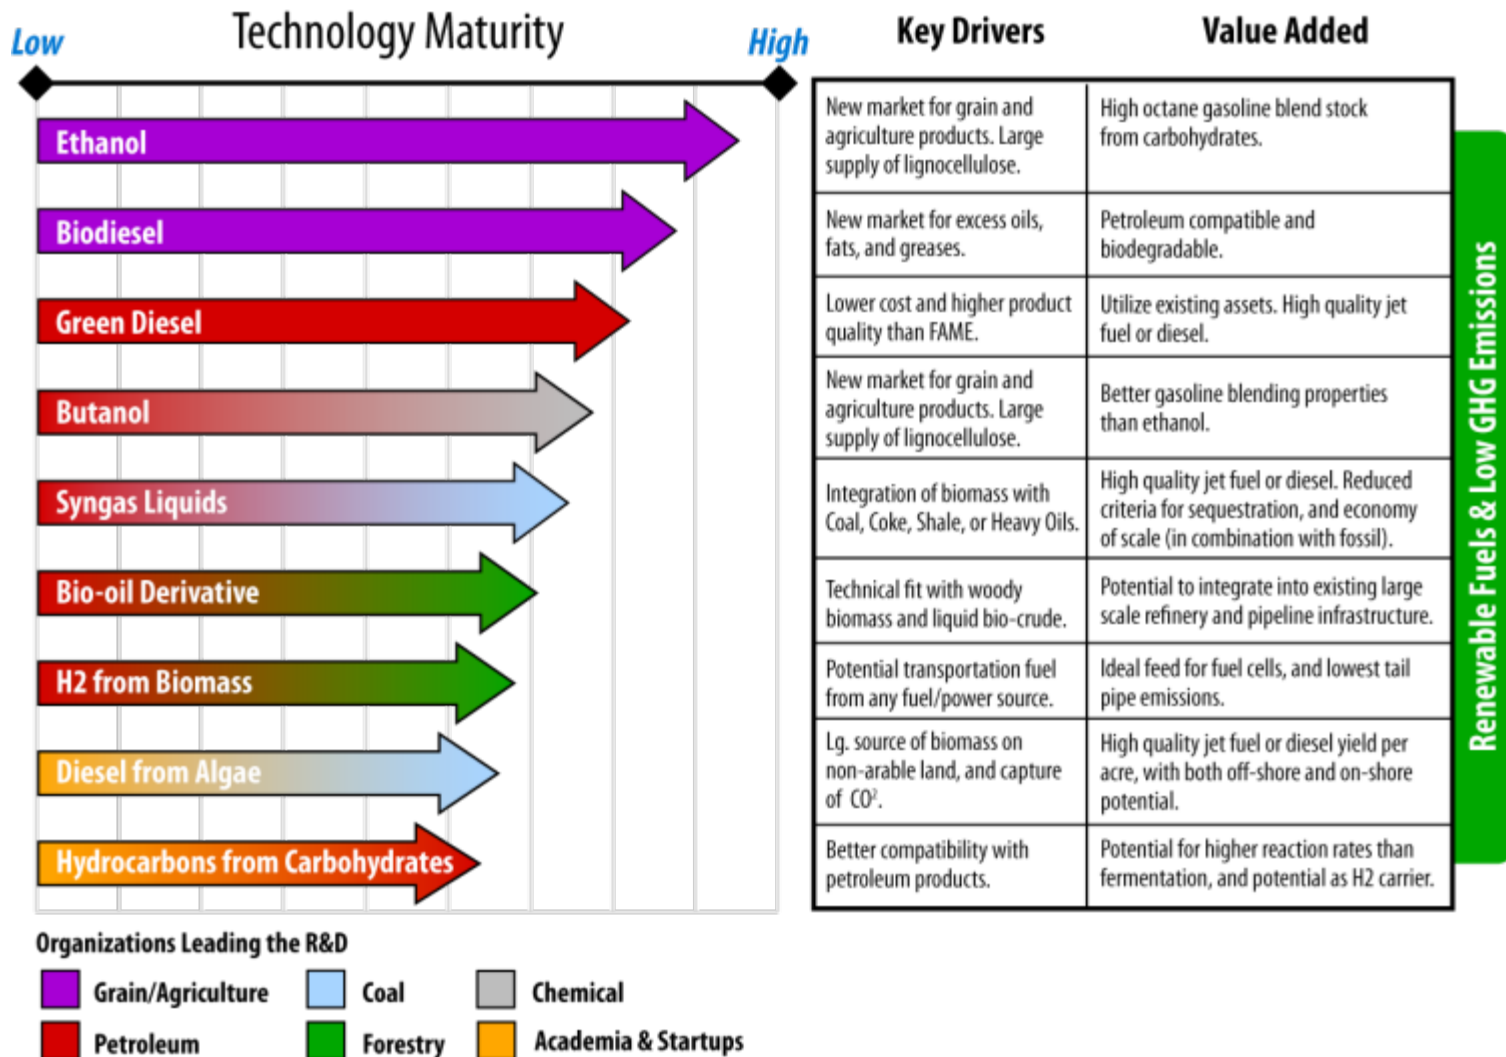 Low
Technology Maturity
High
Key Drivers
Value Added
Ethanol
New market for grain and
agriculture products. Large
supply of lignocellulose.
High octane gasoline blend stock
from carbohydrates.
Biodiesel
New market for excess oils,
fats, and greases.
Petroleum compatible and
biodegradable.
Green Diesel
Lower cost and higher product
quality than FAME.
Utilize existing assets. High quality jet
fuel or diesel.
Butanol
New market for grain and
agriculture products. Large
supply of lignocellulose.
Better gasoline blending properties
than ethanol.
Syngas Liquids
Integration of biomass with
Coal, Coke, Shale, or Heavy Oils.
High quality jet fuel or diesel. Reduced
criteria for sequestration, and economy
of scale (in combination with fossil).
Bio-oil Derivative
Technical fit with woody
biomass and liquid bio-crude.
Potential to integrate into existing large
scale refinery and pipeline infrastructure.
H2 from Biomass
Potential transportation fuel
from any fuel/power source.
Ideal feed for fuel cells, and lowest tail
pipe emissions.
Diesel from Algae
Lg. source of biomass on
non-arable land, and capture
of CO².
High quality jet fuel or diesel yield per
acre, with both off-shore and on-shore
potential.
Hydrocarbons from Carbohydrates
Better compatibility with
petroleum products.
Potential for higher reaction rates than
fermentation, and potential as H2 carrier.
Renewable Fuels & Low GHG Emissions
Organizations Leading the R&D
Grain/Agriculture
Coal
Chemical
Petroleum
Forestry
Academia & Startups